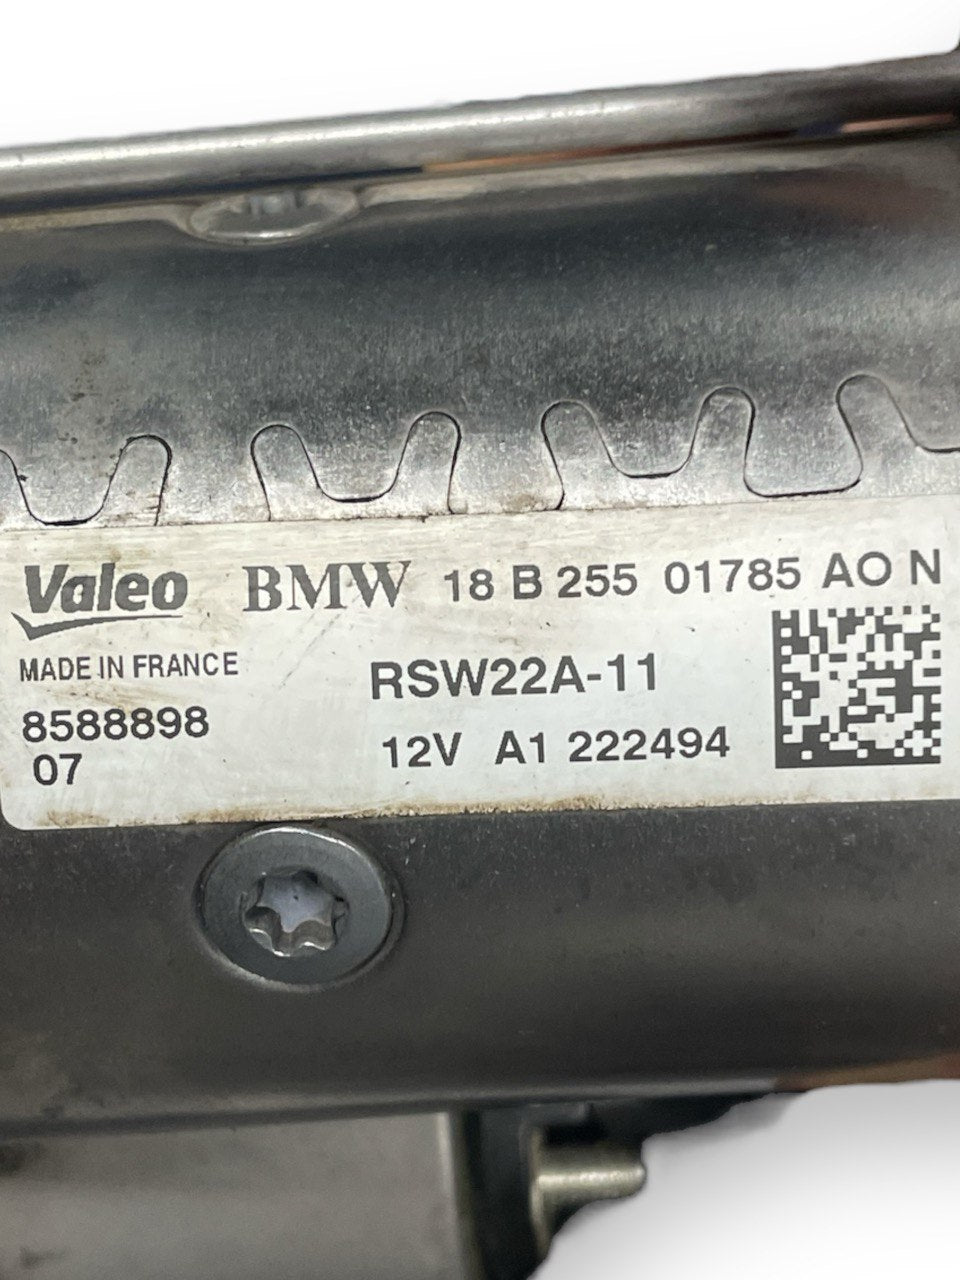 Valeo BMW 18 B 255 01785 AO N
MADE IN FRANCE
RSW22A-11
8588898
07
12V A1 222494